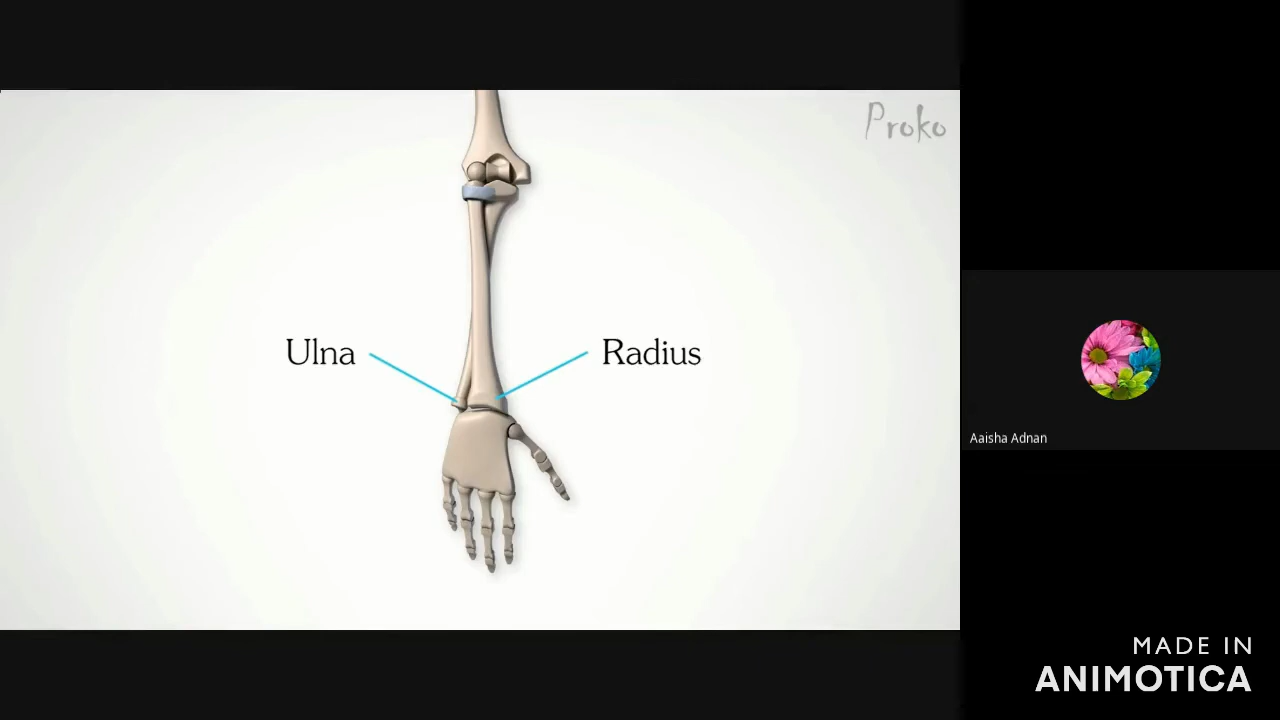 Proko
Ulna
Radius
Aaisha Adnan
MADE IN
ANIMOTICA